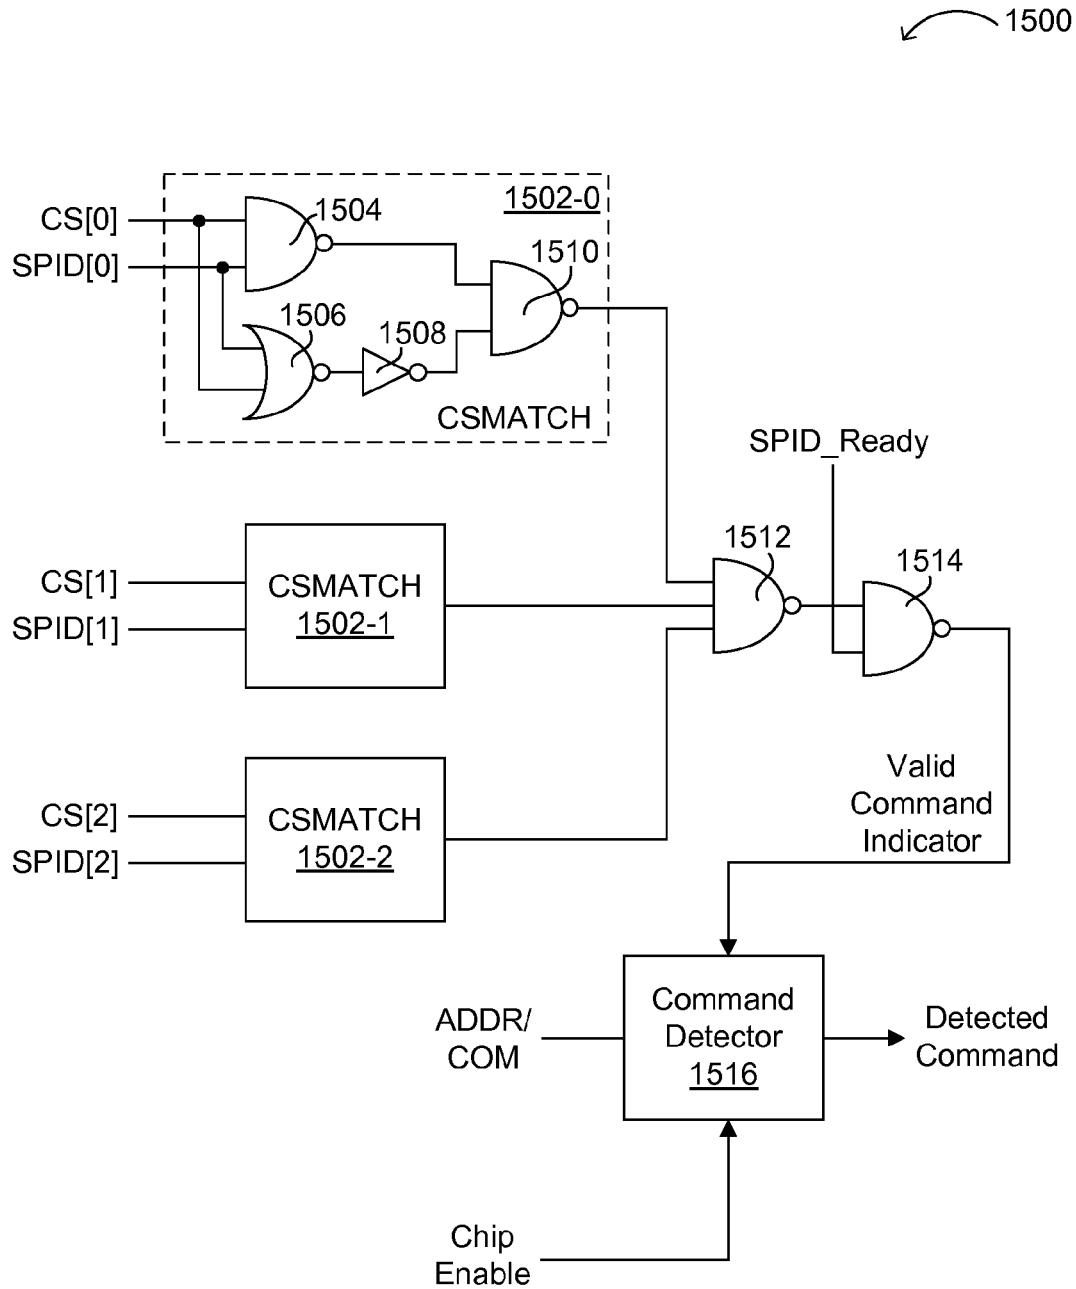 1500
1502-0
CS[0]
1504
SPID[0]
1510
1506
1508
CSMATCH
SPID_Ready
1512
1514
CS[1]
SPID[1]
CSMATCH
1502-1
CS[2]
SPID[2]
CSMATCH
1502-2
Valid
Command
Indicator
ADDR/
COM
Command
Detector
1516
Detected
Command
Chip
Enable